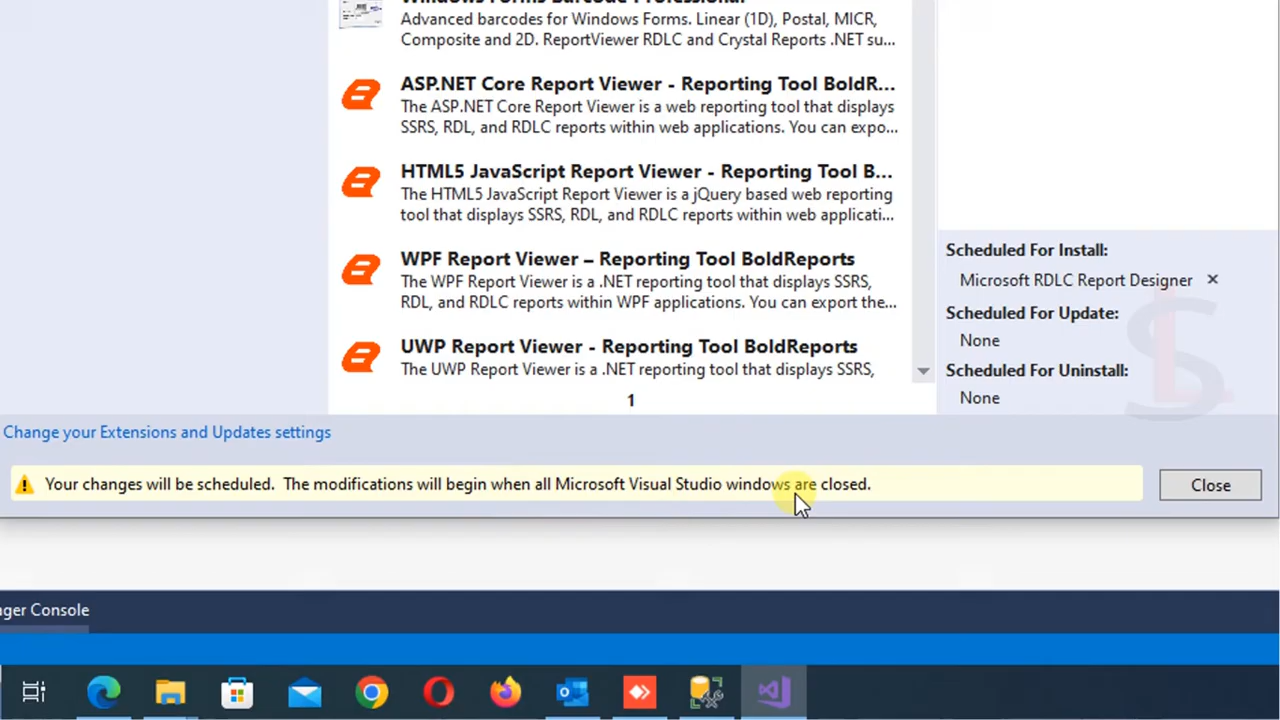 Windows Forms Barcode Professional
Advanced barcodes for Windows Forms. Linear (1D), Postal, MICR,
Composite and 2D. ReportViewer RDLC and Crystal Reports .NET su...
ASP.NET Core Report Viewer - Reporting Tool BoldR...
The ASP.NET Core Report Viewer is a web reporting tool that displays
SSRS, RDL, and RDLC reports within web applications. You can expo...
HTML5 JavaScript Report Viewer - Reporting Tool B...
The HTML5 JavaScript Report Viewer is a jQuery based web reporting
tool that displays SSRS, RDL, and RDLC reports within web applicati...
WPF Report Viewer – Reporting Tool BoldReports
The WPF Report Viewer is a .NET reporting tool that displays SSRS,
RDL, and RDLC reports within WPF applications. You can export the...
UWP Report Viewer - Reporting Tool BoldReports
The UWP Report Viewer is a .NET reporting tool that displays SSRS,
1
Scheduled For Install:
Microsoft RDLC Report Designer
Scheduled For Update:
None
Scheduled For Uninstall:
None
Change your Extensions and Updates settings
Your changes will be scheduled.  The modifications will begin when all Microsoft Visual Studio windows are closed.
Close
ger Console